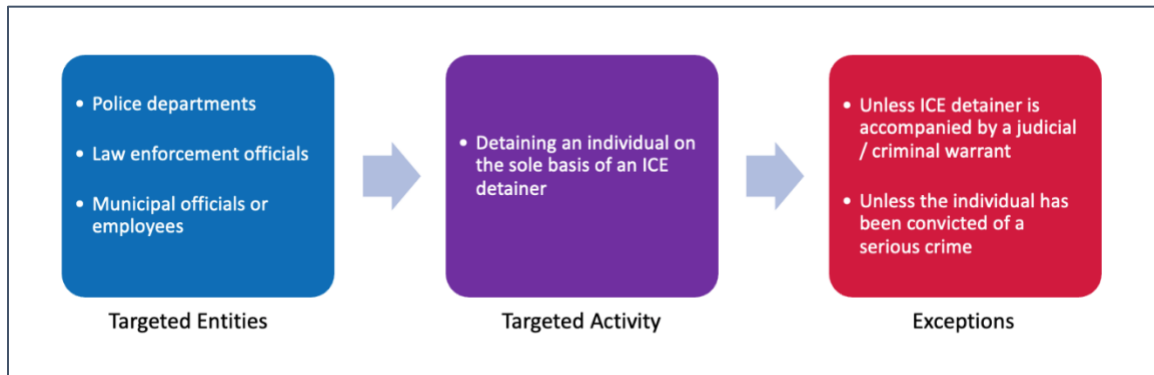 • Police departments
• Law enforcement officials
• Municipal officials or
employees
Targeted Entities
• Detaining an individual on
the sole basis of an ICE
detainer
Targeted Activity
• Unless ICE detainer is
accompanied by a judicial
/ criminal warrant
• Unless the individual has
been convicted of a
serious crime
Exceptions